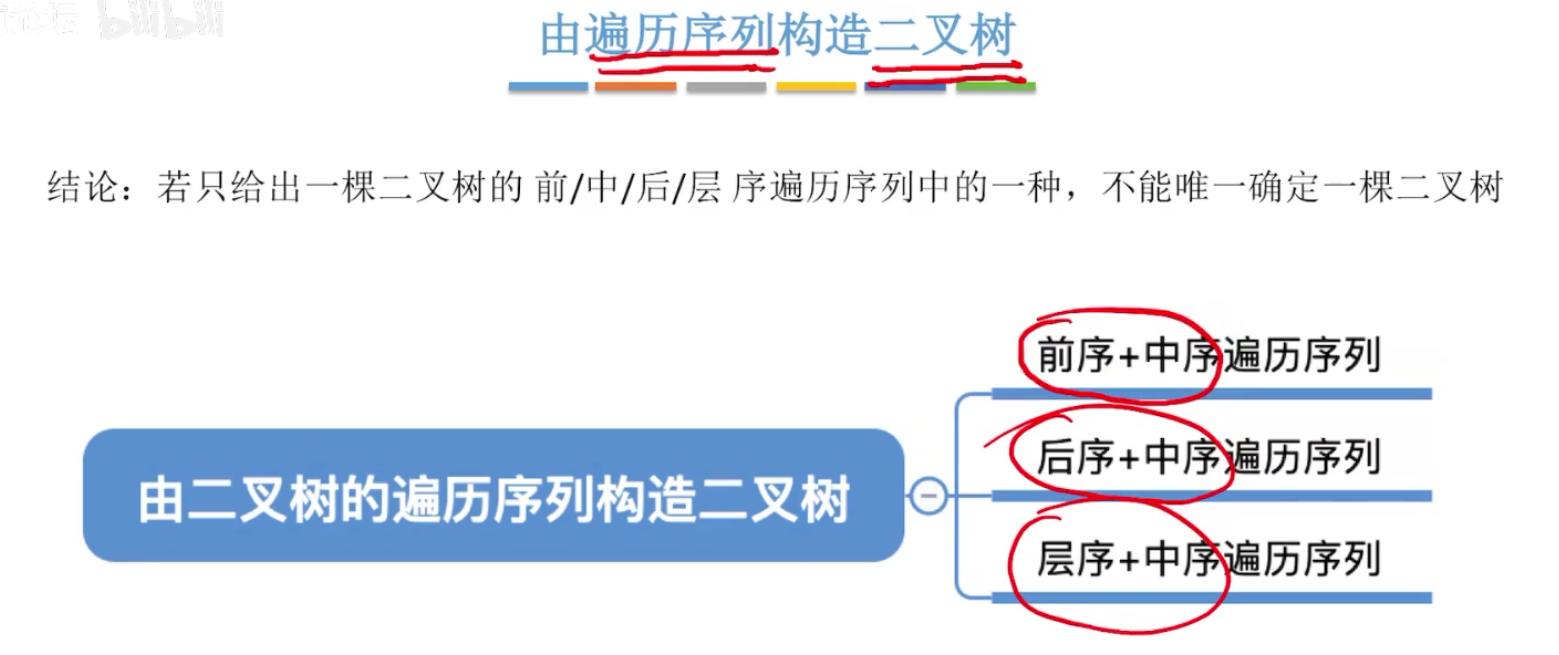 bilibili
由遍历序列构造二叉树
结论：若只给出一棵二叉树的 前/中/后/层 序遍历序列中的一种，不能唯一确定一棵二叉树
前序+中序遍历序列
后序+中序遍历序列
由二叉树的遍历序列构造二叉树
层序+中序遍历序列